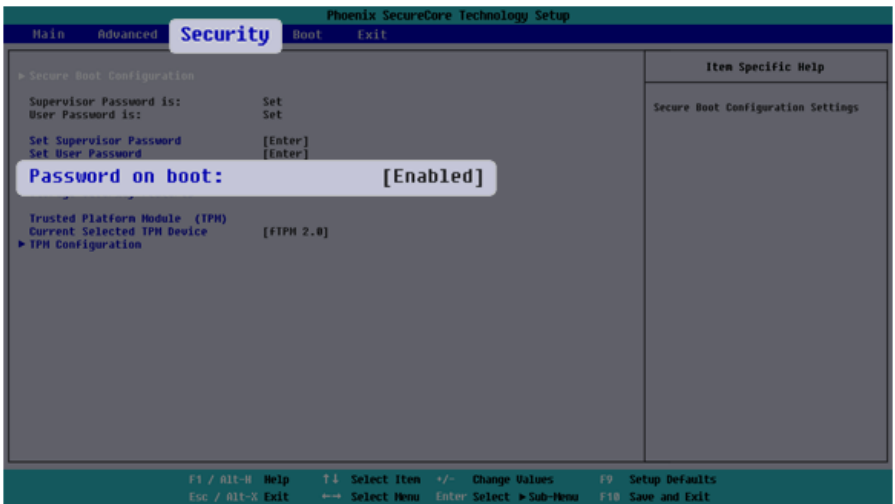 Phoenix SecureCore Technology Setup
Main Advanced Security Boot Exit
Item Specific Help
▶ Secure Boot Configuration
Secure Boot Configuration Settings
Supervisor Password is: Set
User Password is: Set
Set Supervisor Password [Enter]
Set User Password [Enter]
Password on boot: [Enabled]
Trusted Platform Module (TPM)
Current Selected TPM Device [fTPM 2.0]
▶ TPM Configuration
F1 / Alt-H Help ↑↓ Select Item +/- Change Values F9 Setup Defaults
Esc / Alt-X Exit ←→ Select Menu Enter Select ▶ Sub-Menu F10 Save and Exit